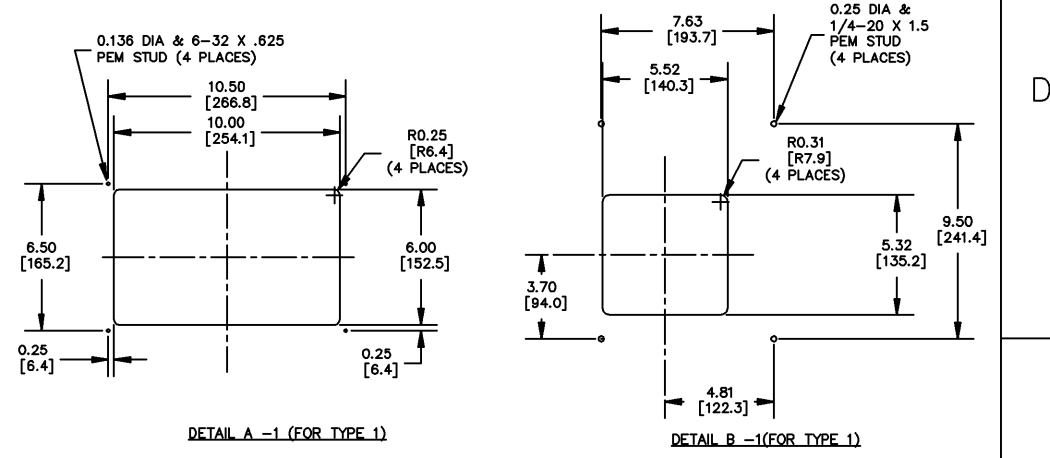 0.136 DIA & 6-32 X .625
PEM STUD (4 PLACES)
10.50
[266.8]
10.00
[254.1]
R0.25
[R6.4]
(4 PLACES)
6.50
[165.2]
6.00
[152.5]
0.25
[6.4]
0.25
[6.4]
DETAIL A -1 (FOR TYPE 1)
7.63
[193.7]
0.25 DIA &
1/4-20 X 1.5
PEM STUD
(4 PLACES)
5.52
[140.3]
R0.31
[R7.9]
(4 PLACES)
9.50
[241.4]
5.32
[135.2]
3.70
[94.0]
4.81
[122.3]
DETAIL B -1(FOR TYPE 1)
D